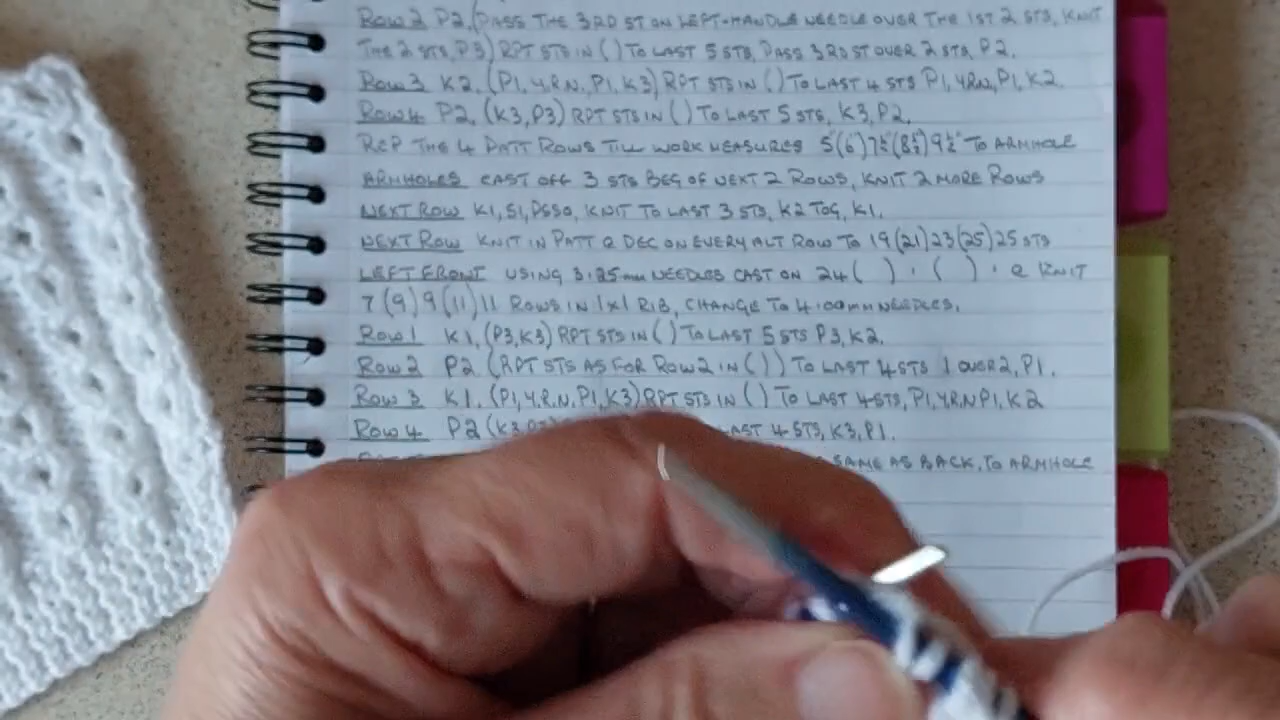 ROW 2 P2,(PASS THE 3RD ST ON LEFT-HANDLE NEEDLE OVER THE 1ST 2 STS, KNIT
THE 2 STS, P3) RPT STS IN ( ) TO LAST 5 STS, PASS 3RD ST OVER 2 STS, P2.
ROW 3 K2, (P1, Y.R.N, P1, K3) RPT STS IN ( ) TO LAST 4 STS P1, YRN, P1, K2.
ROW 4 P2, (K3, P3) RPT STS IN ( ) TO LAST 5 STS, K3, P2.
REP THE 4 PATT ROWS TILL WORK MEASURES 5"(6)7½(8½)9½" TO ARMHOLE
ARMHOLES CAST OFF 3 STS BEG OF NEXT 2 ROWS, KNIT 2 MORE ROWS
NEXT ROW K1, S1, PSSO, KNIT TO LAST 3 STS, K2 TOG, K1.
NEXT ROW KNIT IN PATT & DEC ON EVERY ALT ROW TO 19(21)23(25)25 STS
LEFT FRONT USING 3.25mm NEEDLES CAST ON 24( ) . ( ) . & KNIT
7(9)9(11)11 ROWS IN 1X1 RIB, CHANGE TO 4.00mm NEEDLES.
ROW 1 K1, (P3, K3) RPT STS IN ( ) TO LAST 5 STS P3, K2.
ROW 2 P2 (RPT STS AS FOR ROW 2 IN ( )) TO LAST 4 STS 1 OVER 2, P1.
ROW 3 K1, (P1, Y.R.N, P1, K3) RPT STS IN ( ) TO LAST 4 STS, P1, YRN P1, K2
ROW 4 P2 (K3, LAST 4 STS, K3, P1.
SAME AS BACK, TO ARMHOLE